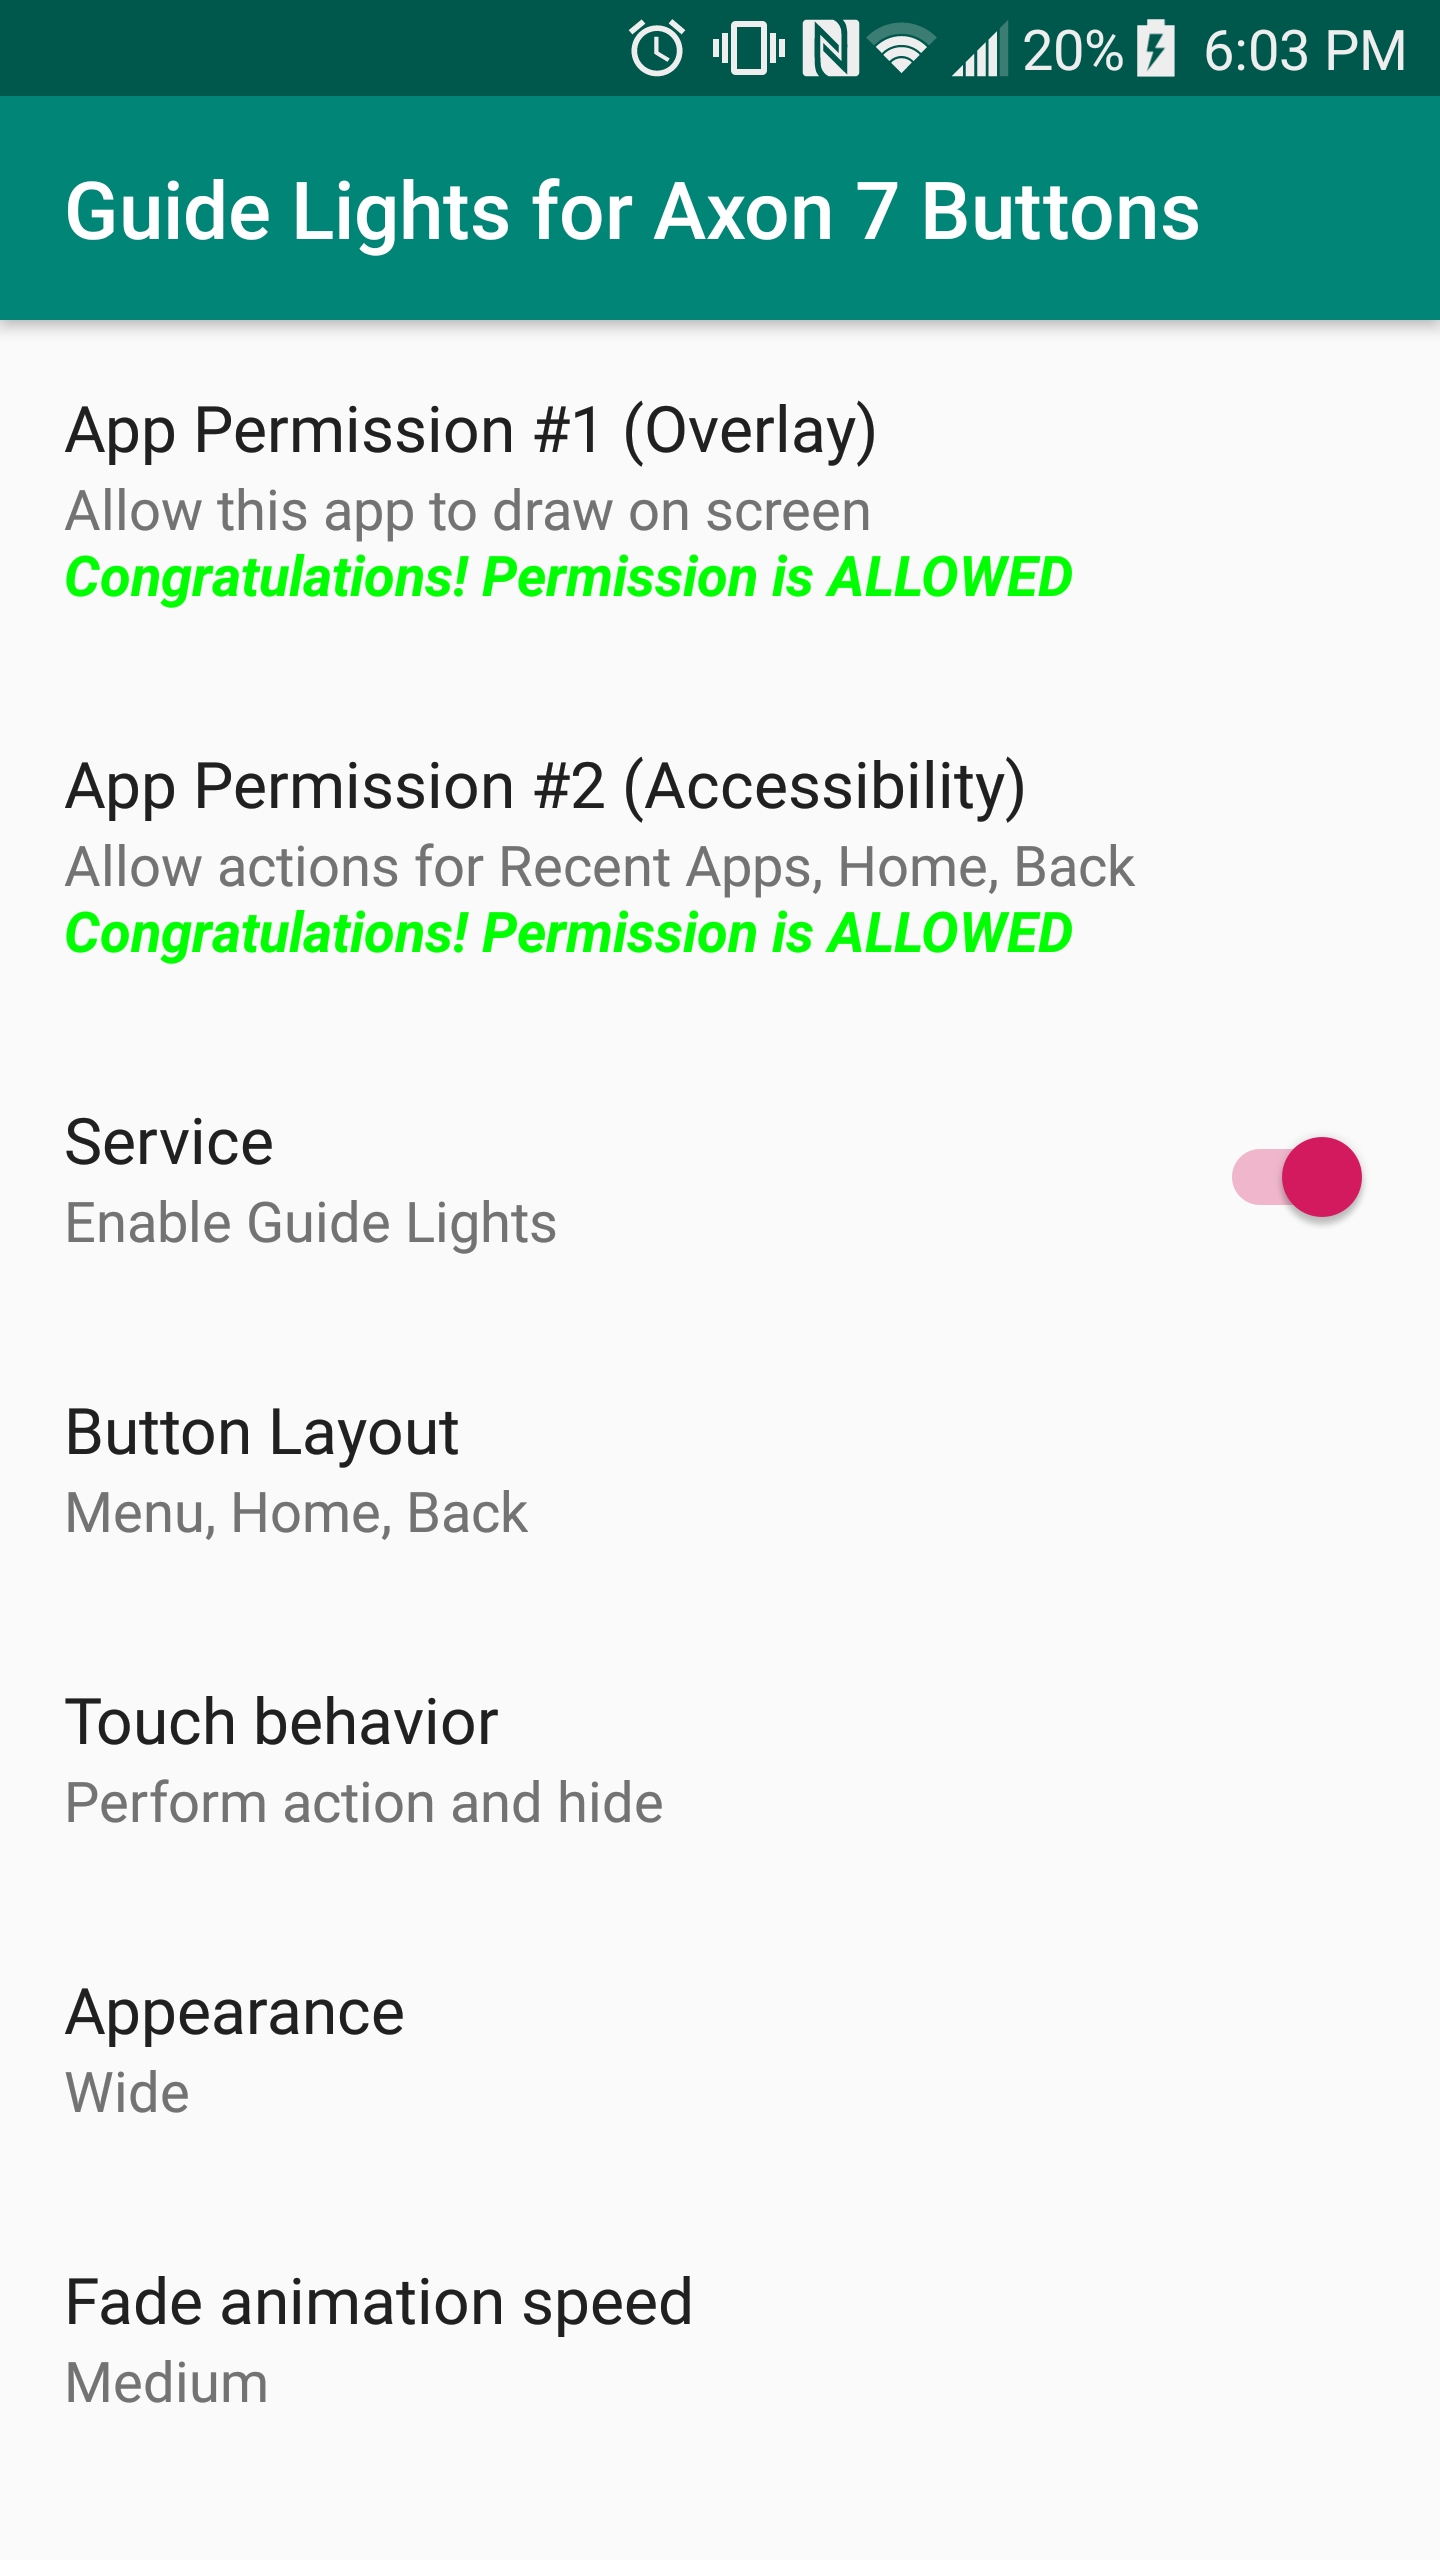 20% 6:03 PM
Guide Lights for Axon 7 Buttons
App Permission #1 (Overlay)
Allow this app to draw on screen
Congratulations! Permission is ALLOWED
App Permission #2 (Accessibility)
Allow actions for Recent Apps, Home, Back
Congratulations! Permission is ALLOWED
Service
Enable Guide Lights
Button Layout
Menu, Home, Back
Touch behavior
Perform action and hide
Appearance
Wide
Fade animation speed
Medium